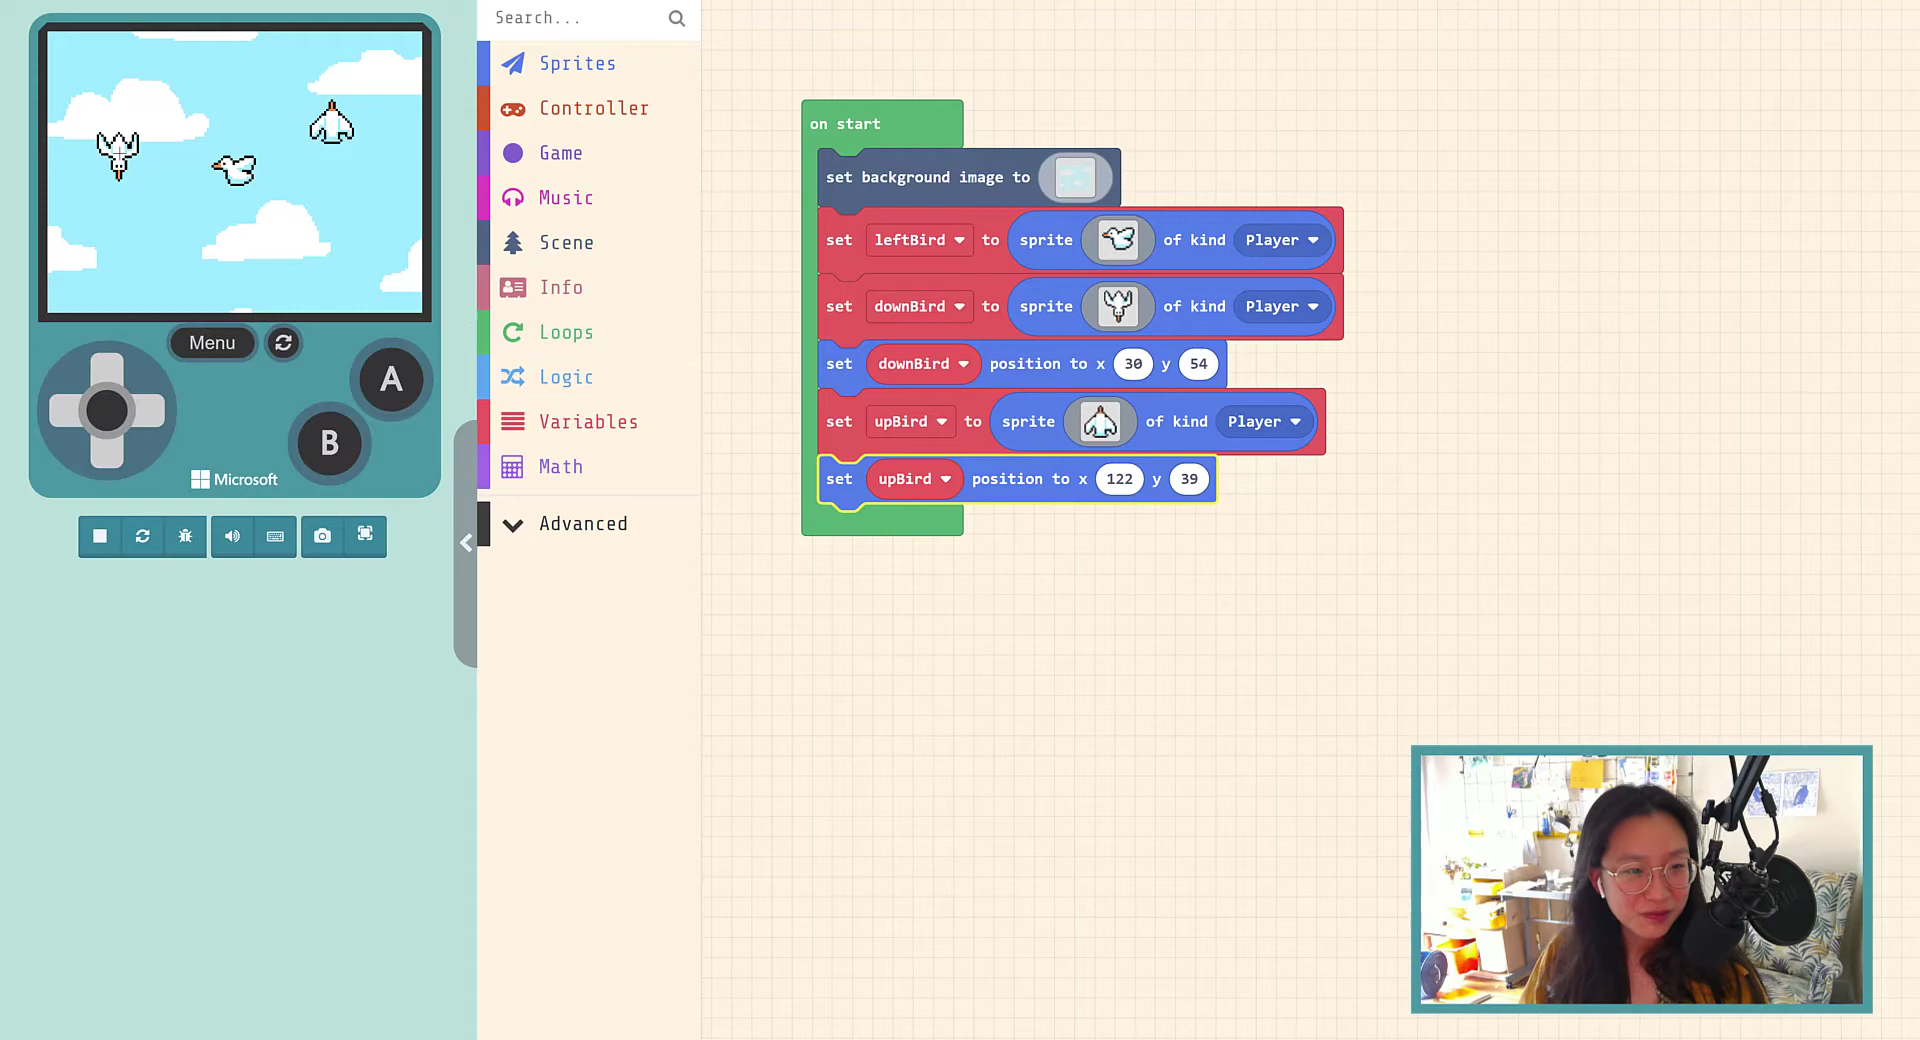 Menu
A
B
Microsoft
Search...
Sprites
Controller
Game
Music
Scene
Info
Loops
Logic
Variables
Math
Advanced
on start
set background image to
set leftBird to sprite of kind Player
set downBird to sprite of kind Player
set downBird position to x 30 y 54
set upBird to sprite of kind Player
set upBird position to x 122 y 39